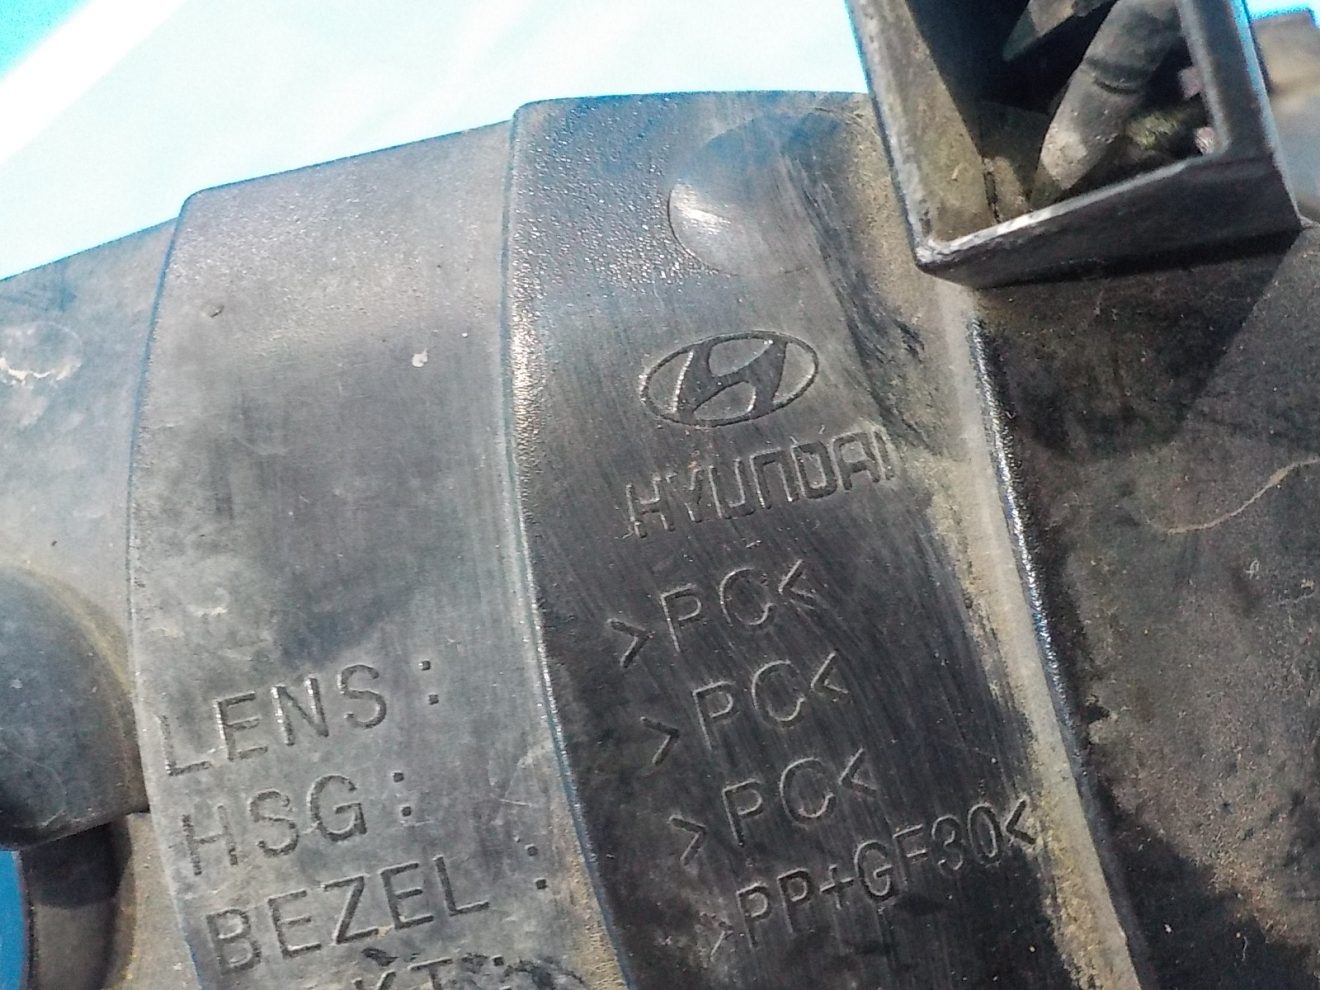 HYUNDAI
LENS : >PC<
HSG : >PC<
BEZEL : >PC<
>PP+GF30<